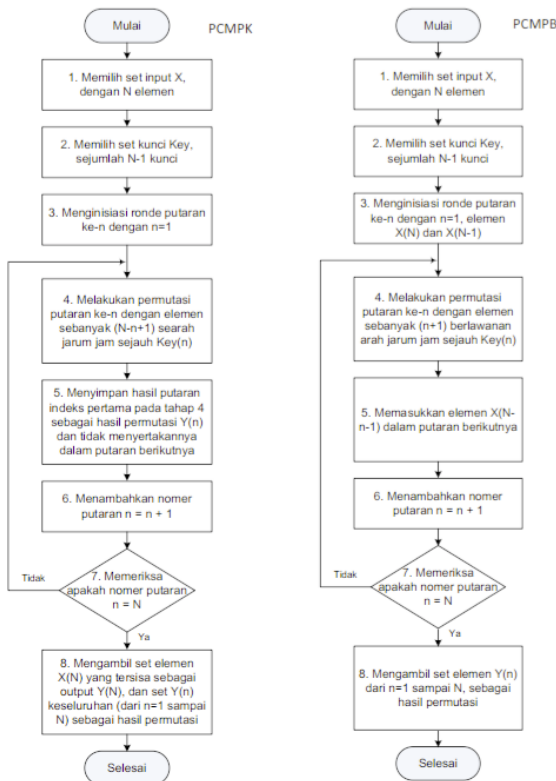 Mulai
PCMPK
1. Memilih set input X,
dengan N elemen
2. Memilih set kunci Key,
sejumlah N-1 kunci
3. Menginisiasi ronde putaran
ke-n dengan n=1
4. Melakukan permutasi
putaran ke-n dengan elemen
sebanyak (N-n+1) searah
jarum jam sejauh Key(n)
5. Menyimpan hasil putaran
indeks pertama pada tahap 4
sebagai hasil permutasi Y(n)
dan tidak menyertakannya
dalam putaran berikutnya
6. Menambahkan nomer
putaran n = n + 1
Tidak
7. Memeriksa
apakah nomer putaran
n = N
Ya
8. Mengambil set elemen
X(N) yang tersisa sebagai
output Y(N), dan set Y(n)
keseluruhan (dari n=1 sampai
N) sebagai hasil permutasi
Selesai
Mulai
PCMPB
1. Memilih set input X,
dengan N elemen
2. Memilih set kunci Key,
sejumlah N-1 kunci
3. Menginisiasi ronde putaran
ke-n dengan n=1, elemen
X(N) dan X(N-1)
4. Melakukan permutasi
putaran ke-n dengan elemen
sebanyak (n+1) berlawanan
arah jarum jam sejauh Key(n)
5. Memasukkan elemen X(N-
n-1) dalam putaran berikutnya
6. Menambahkan nomer
putaran n = n + 1
Tidak
7. Memeriksa
apakah nomer putaran
n = N
Ya
8. Mengambil set elemen Y(n)
dari n=1 sampai N, sebagai
hasil permutasi
Selesai